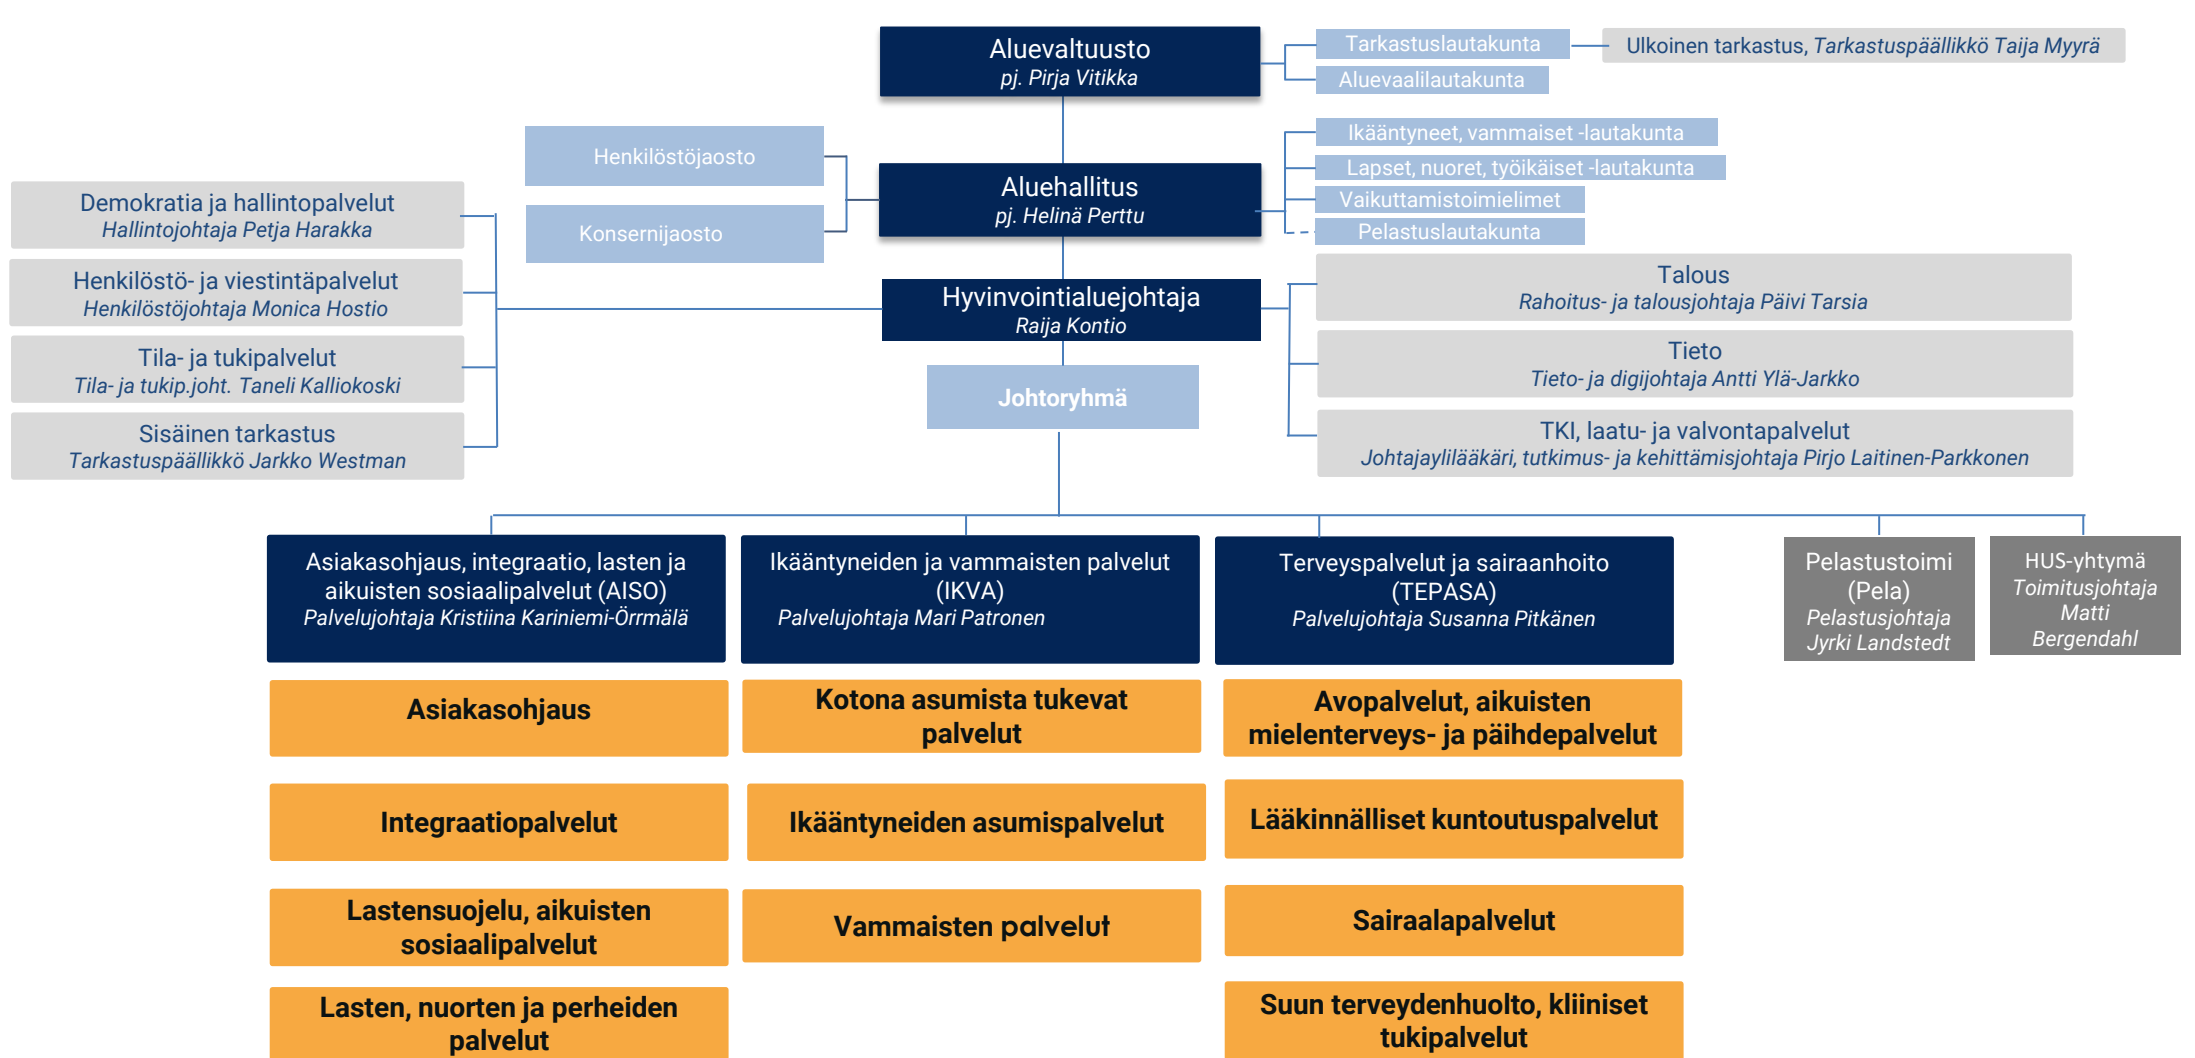 Aluevaltuusto
pj. Pirja Vitikka
Tarkastuslautakunta
Ulkoinen tarkastus, Tarkastuspäällikkö Taija Myyrä
Aluevaalilautakunta
Henkilöstöjaosto
Konsernijaosto
Aluehallitus
pj. Helinä Perttu
Ikääntyneet, vammaiset -lautakunta
Lapset, nuoret, työikäiset -lautakunta
Vaikuttamistoimielimet
Pelastuslautakunta
Demokratia ja hallintopalvelut
Hallintojohtaja Petja Harakka
Henkilöstö- ja viestintäpalvelut
Henkilöstöjohtaja Monica Hostio
Tila- ja tukipalvelut
Tila- ja tukip.joht. Taneli Kalliokoski
Sisäinen tarkastus
Tarkastuspäällikkö Jarkko Westman
Hyvinvointialuejohtaja
Raija Kontio
Johtoryhmä
Talous
Rahoitus- ja talousjohtaja Päivi Tarsia
Tieto
Tieto- ja digijohtaja Antti Ylä-Jarkko
TKI, laatu- ja valvontapalvelut
Johtajaylilääkäri, tutkimus- ja kehittämisjohtaja Pirjo Laitinen-Parkkonen
Asiakasohjaus, integraatio, lasten ja
aikuisten sosiaalipalvelut (AISO)
Palvelujohtaja Kristiina Kariniemi-Örrmälä
Ikääntyneiden ja vammaisten palvelut
(IKVA)
Palvelujohtaja Mari Patronen
Terveyspalvelut ja sairaanhoito
(TEPASA)
Palvelujohtaja Susanna Pitkänen
Pelastustoimi
(Pela)
Pelastusjohtaja
Jyrki Landstedt
HUS-yhtymä
Toimitusjohtaja
Matti
Bergendahl
Asiakasohjaus
Integraatiopalvelut
Lastensuojelu, aikuisten
sosiaalipalvelut
Lasten, nuorten ja perheiden
palvelut
Kotona asumista tukevat
palvelut
Ikääntyneiden asumispalvelut
Vammaisten palvelut
Avopalvelut, aikuisten
mielenterveys- ja päihdepalvelut
Lääkinnälliset kuntoutuspalvelut
Sairaalapalvelut
Suun terveydenhuolto, kliiniset
tukipalvelut